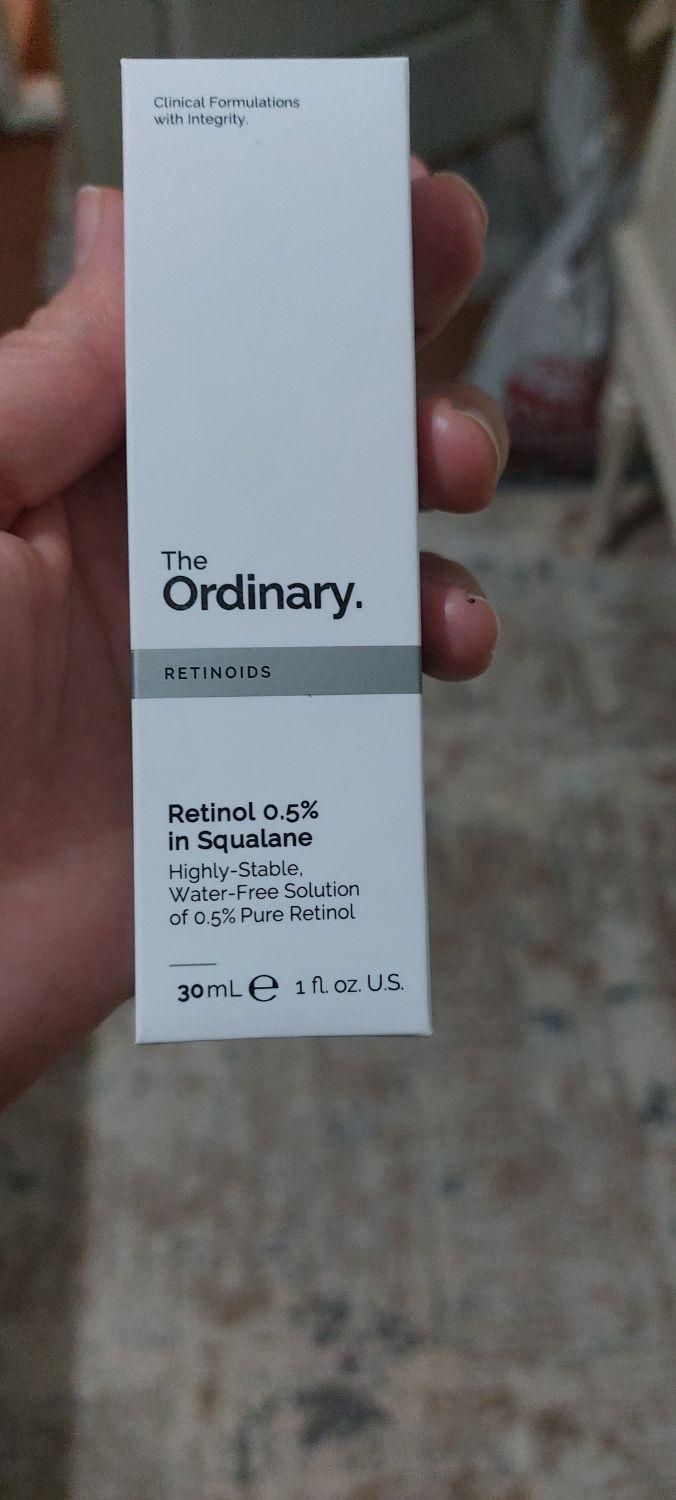 Clinical Formulations
with Integrity.
The
Ordinary.
RETINOIDS
Retinol 0.5%
in Squalane
Highly-Stable,
Water-Free Solution
of 0.5% Pure Retinol
30mL ℮ 1 fl. oz. U.S.